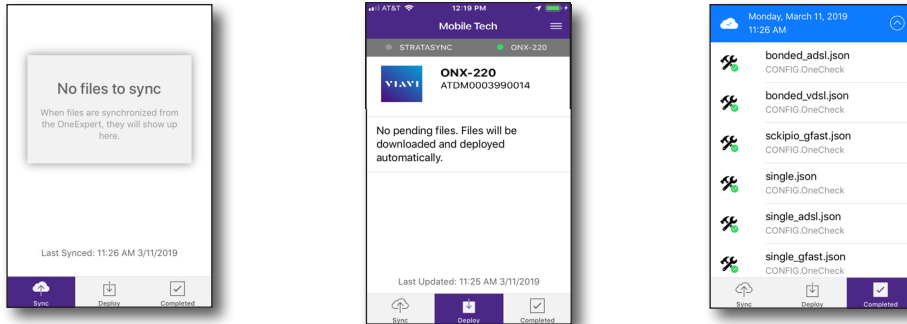 No files to sync
When files are synchronized from
the OneExpert, they will show up
here.
Last Synced: 11:26 AM 3/11/2019
Sync
Deploy
Completed
AT&T
12:19 PM
Mobile Tech
STRATASYNC
ONX-220
VIAVI
ONX-220
ATDM0003990014
No pending files. Files will be
downloaded and deployed
automatically.
Last Updated: 11:25 AM 3/11/2019
Sync
Deploy
Completed
Monday, March 11, 2019
11:26 AM
bonded_adsl.json
CONFIG.OneCheck
bonded_vdsl.json
CONFIG.OneCheck
sckipio_gfast.json
CONFIG.OneCheck
single.json
CONFIG.OneCheck
single_adsl.json
CONFIG.OneCheck
single_gfast.json
CONFIG.OneCheck
Sync
Deploy
Completed